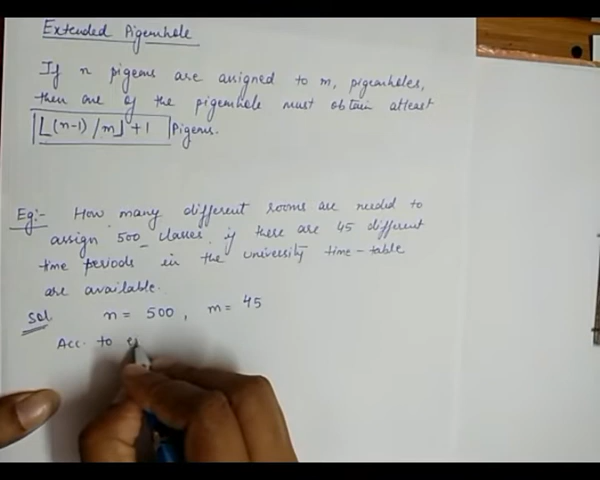 Extended Pigeonhole
If n pigeons are assigned to m, pigeonholes,
then one of the pigeonhole must obtain atleast
⌊(n-1)/m⌋+1 Pigeons.
Eg:- How many different rooms are needed to
assign 500 classes, if there are 45 different
time periods in the university time-table
are available.
Sol n = 500, m = 45
Acc. to e